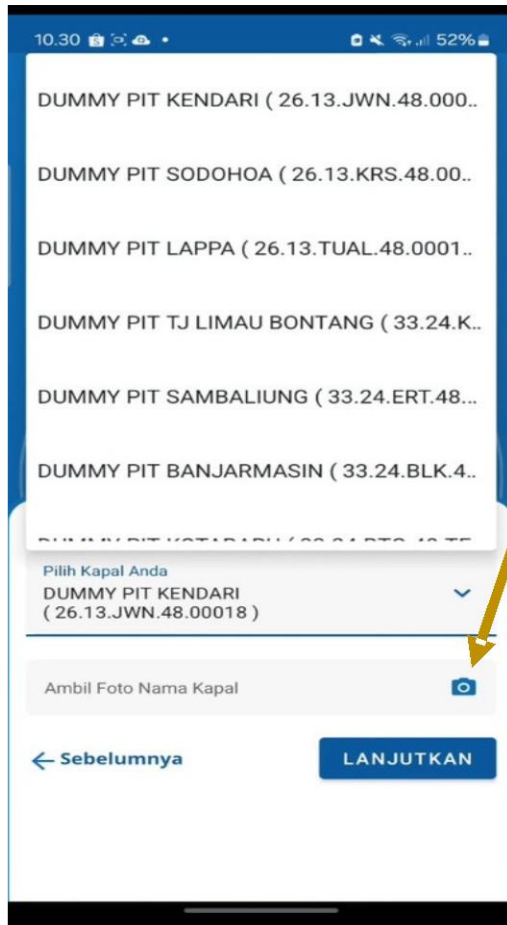 10.30 52%
DUMMY PIT KENDARI ( 26.13.JWN.48.000..
DUMMY PIT SODOHOA ( 26.13.KRS.48.00..
DUMMY PIT LAPPA ( 26.13.TUAL.48.0001..
DUMMY PIT TJ LIMAU BONTANG ( 33.24.K..
DUMMY PIT SAMBALIUNG ( 33.24.ERT.48...
DUMMY PIT BANJARMASIN ( 33.24.BLK.4..
Pilih Kapal Anda
DUMMY PIT KENDARI
( 26.13.JWN.48.00018 )
Ambil Foto Nama Kapal
Sebelumnya
LANJUTKAN